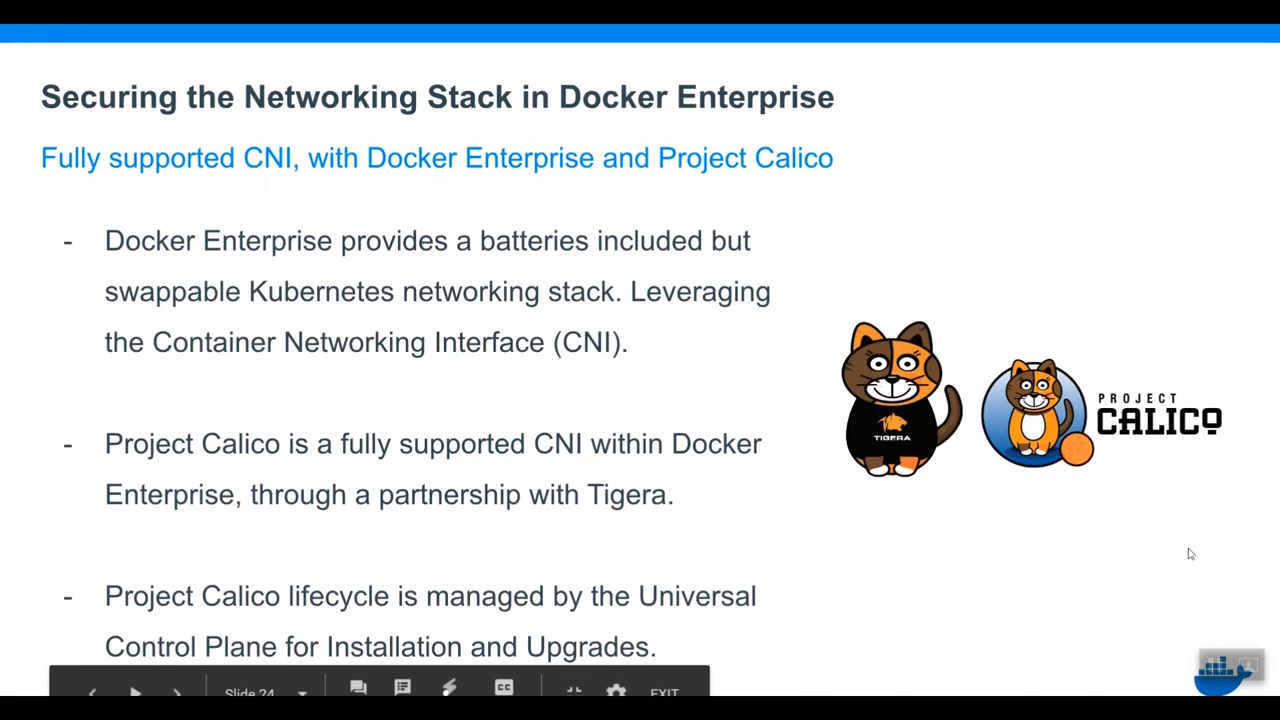 Securing the Networking Stack in Docker Enterprise
Fully supported CNI, with Docker Enterprise and Project Calico
- Docker Enterprise provides a batteries included but
swappable Kubernetes networking stack. Leveraging
the Container Networking Interface (CNI).
- Project Calico is a fully supported CNI within Docker
Enterprise, through a partnership with Tigera.
- Project Calico lifecycle is managed by the Universal
Control Plane for Installation and Upgrades.
TIGERA
PROJECT
CALICO
Slide 24
CC
EXIT